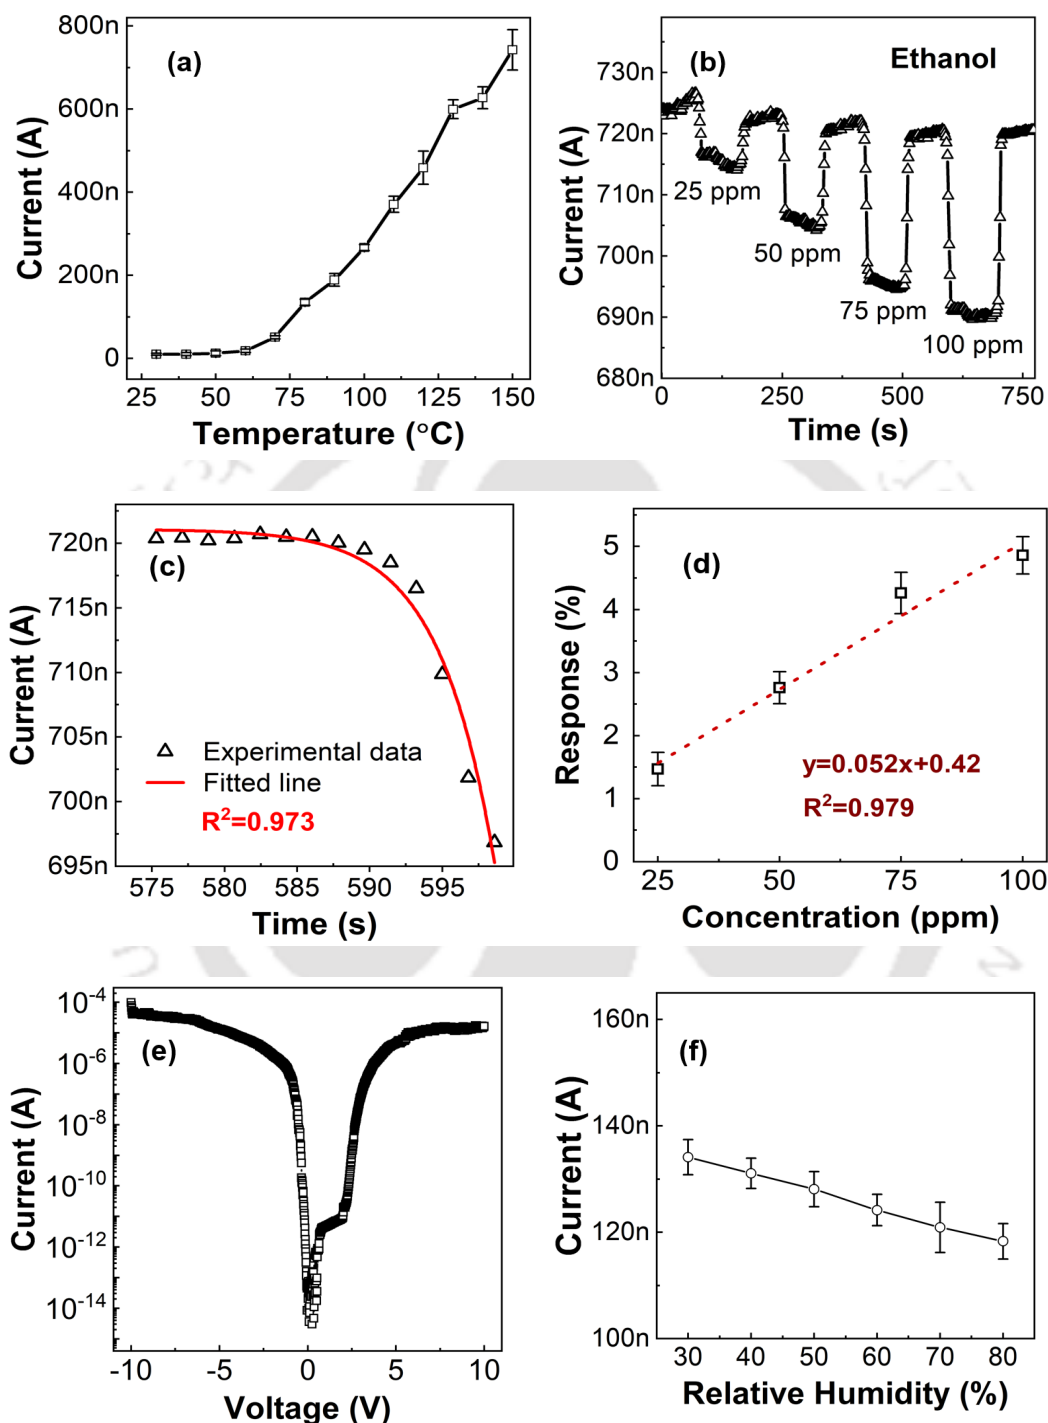 (a)
800n
600n
400n
200n
0
Current (A)
25 50 75 100 125 150
Temperature (°C)
(b)
Ethanol
730n
720n
710n
700n
690n
680n
Current (A)
25 ppm
50 ppm
75 ppm
100 ppm
0 250 500 750
Time (s)
(c)
720n
715n
710n
705n
700n
695n
Current (A)
Experimental data
Fitted line
R²=0.973
575 580 585 590 595
Time (s)
(d)
5
4
3
2
1
0
Response (%)
y=0.052x+0.42
R²=0.979
25 50 75 100
Concentration (ppm)
(e)
10⁻⁴
10⁻⁶
10⁻⁸
10⁻¹⁰
10⁻¹²
10⁻¹⁴
Current (A)
-10 -5 0 5 10
Voltage (V)
(f)
160n
140n
120n
100n
Current (A)
30 40 50 60 70 80
Relative Humidity (%)